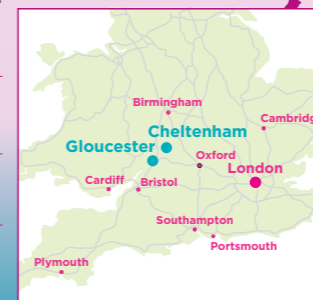 Birmingham
Cambridg
Cheltenham
Gloucester
Oxford
London
Cardiff
Bristol
Southampton
Portsmouth
Plymouth